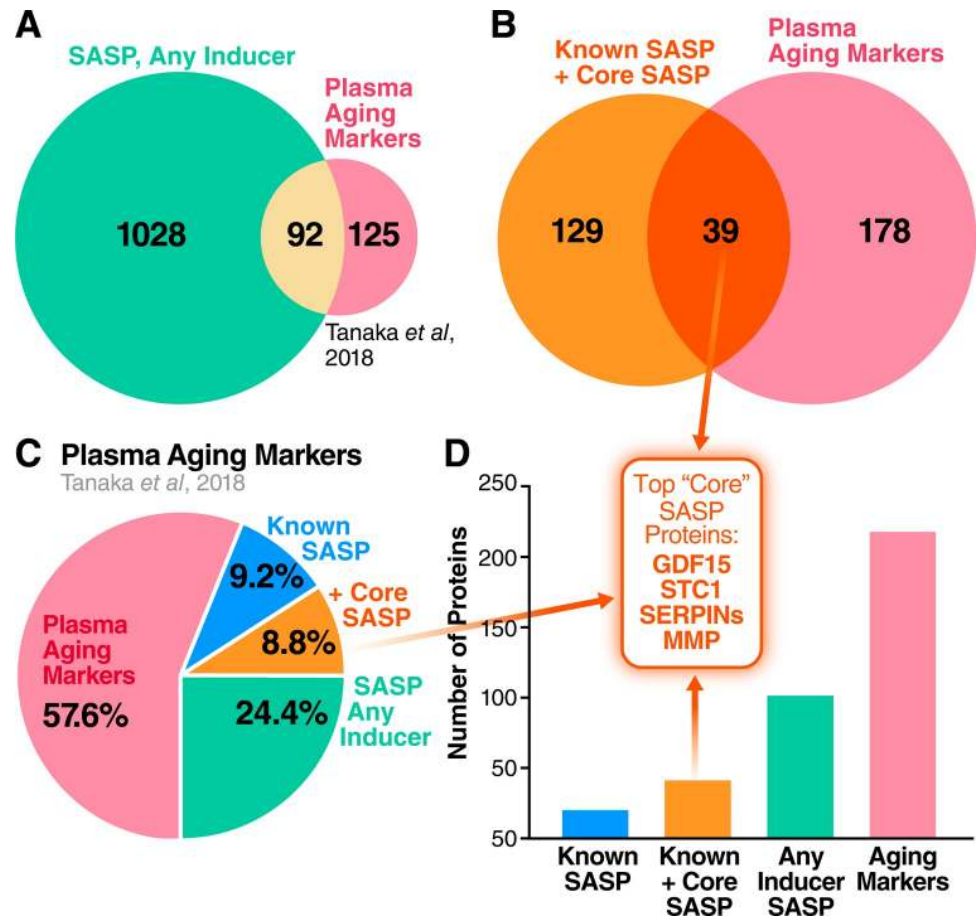 A
SASP, Any Inducer
Plasma
Aging
Markers
1028
92
125
Tanaka et al,
2018
B
Known SASP
+ Core SASP
Plasma
Aging Markers
129
39
178
C Plasma Aging Markers
Tanaka et al, 2018
Known
SASP
9.2%
+ Core
SASP
8.8%
Plasma
Aging
Markers
57.6%
SASP
Any
Inducer
24.4%
D
Top “Core”
SASP
Proteins:
GDF15
STC1
SERPINs
MMP
Number of Proteins
250
200
150
100
50
50
Known
SASP
Known
+ Core
SASP
Any
Inducer
SASP
Aging
Markers